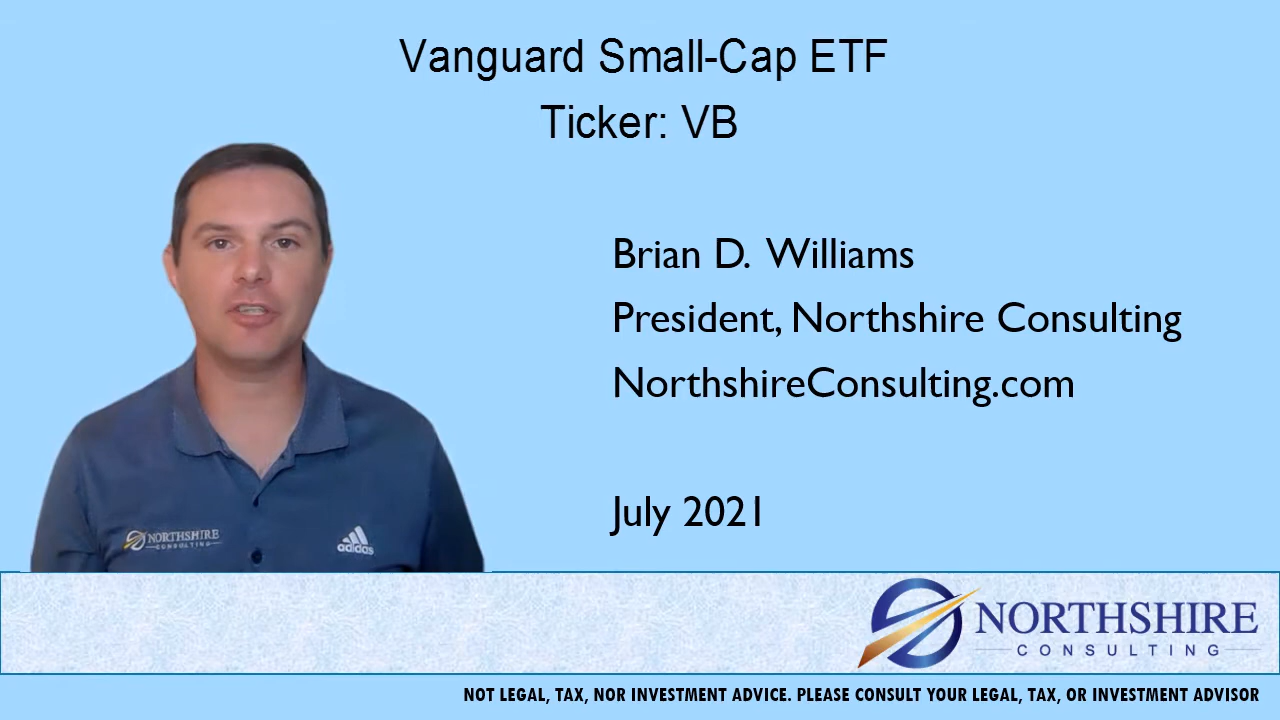 Vanguard Small-Cap ETF
Ticker: VB
Brian D. Williams
President, Northshire Consulting
NorthshireConsulting.com
July 2021
NORTHSHIRE
CONSULTING
adidas
NORTHSHIRE
CONSULTING
NOT LEGAL, TAX, NOR INVESTMENT ADVICE. PLEASE CONSULT YOUR LEGAL, TAX, OR INVESTMENT ADVISOR